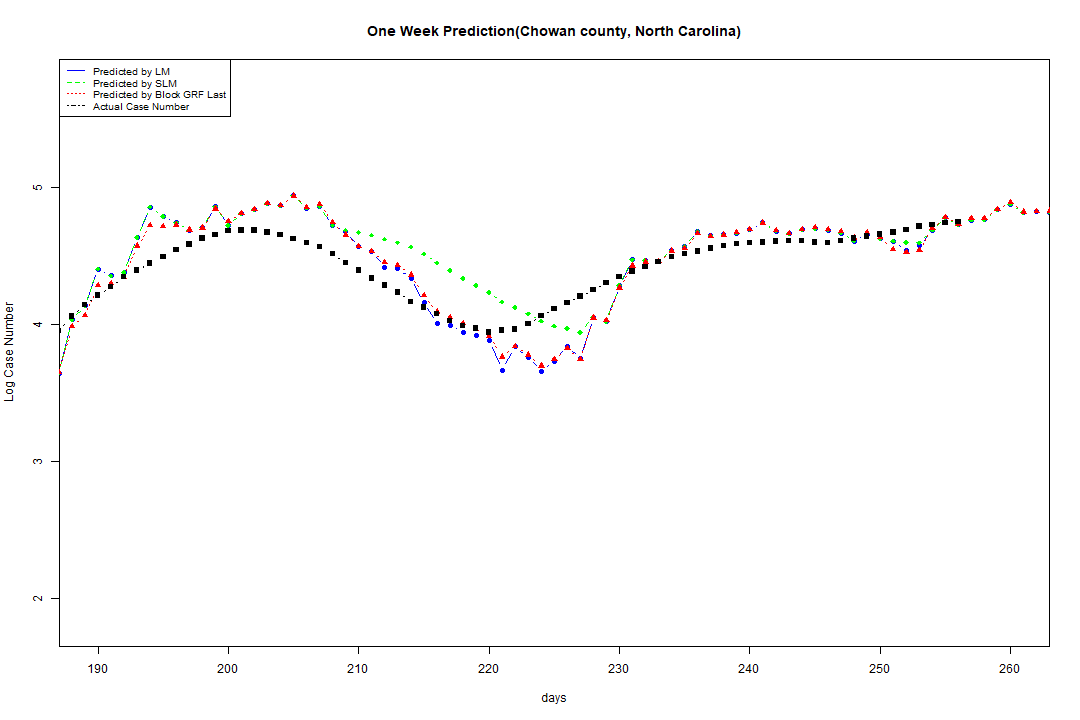 One Week Prediction(Chowan county, North Carolina)
Predicted by LM
Predicted by SLM
Predicted by Block GRF Last
Actual Case Number
5
4
3
2
Log Case Number
190 200 210 220 230 240 250 260
days